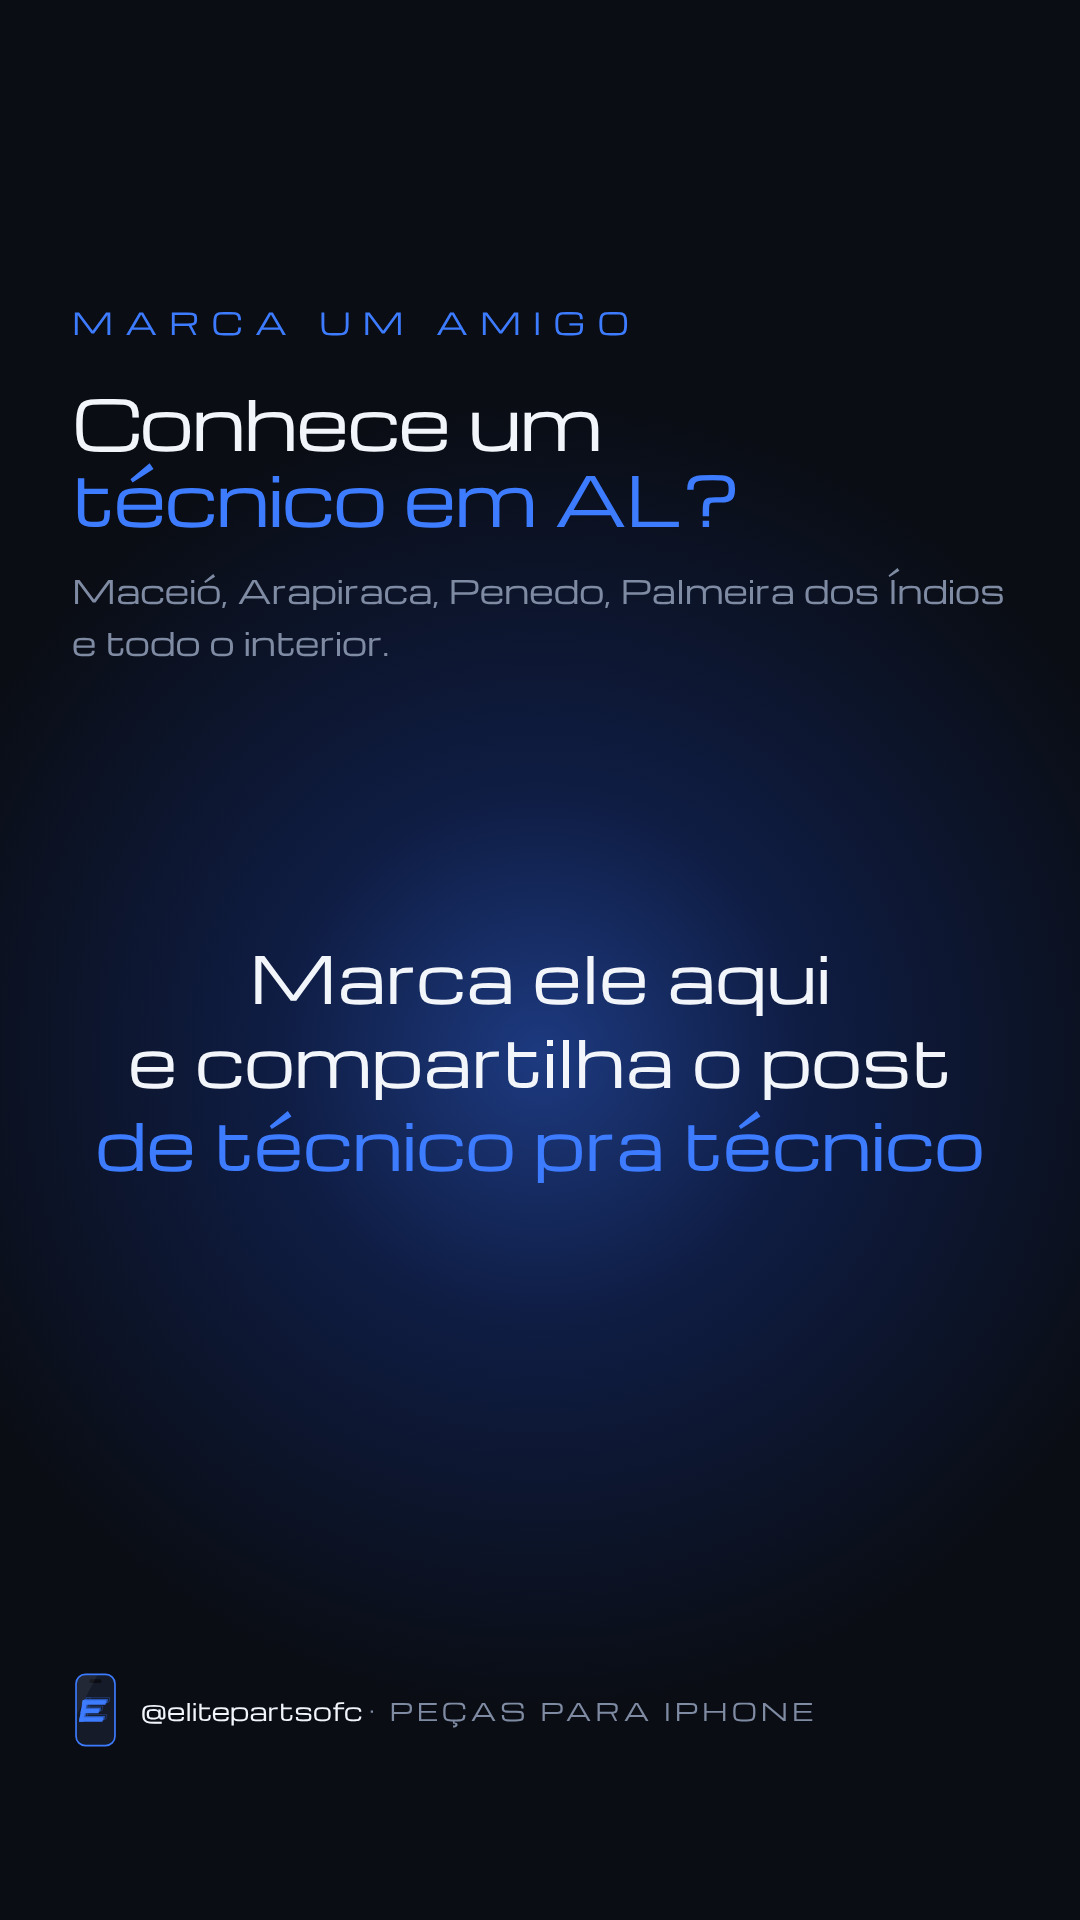 MARCA UM AMIGO
Conhece um
técnico em AL?
Maceió, Arapiraca, Penedo, Palmeira dos Índios
e todo o interior.
Marca ele aqui
e compartilha o post
de técnico pra técnico
E @elitepartsofc · PEÇAS PARA IPHONE